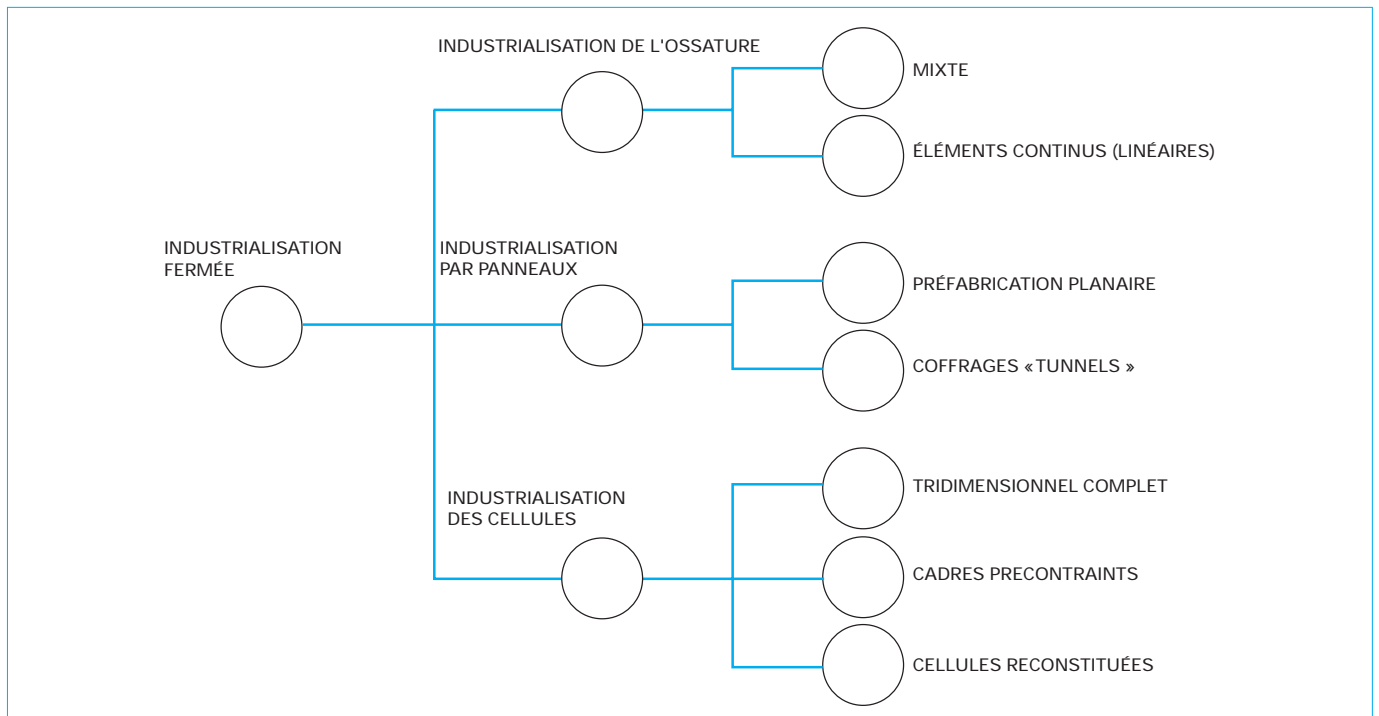 INDUSTRIALISATION DE L'OSSATURE
MIXTE
ÉLÉMENTS CONTINUS (LINÉAIRES)
INDUSTRIALISATION
FERMÉE
INDUSTRIALISATION
PAR PANNEAUX
PRÉFABRICATION PLANAIRE
COFFRAGES «TUNNELS »
INDUSTRIALISATION
DES CELLULES
TRIDIMENSIONNEL COMPLET
CADRES PRECONTRAINTS
CELLULES RECONSTITUÉES